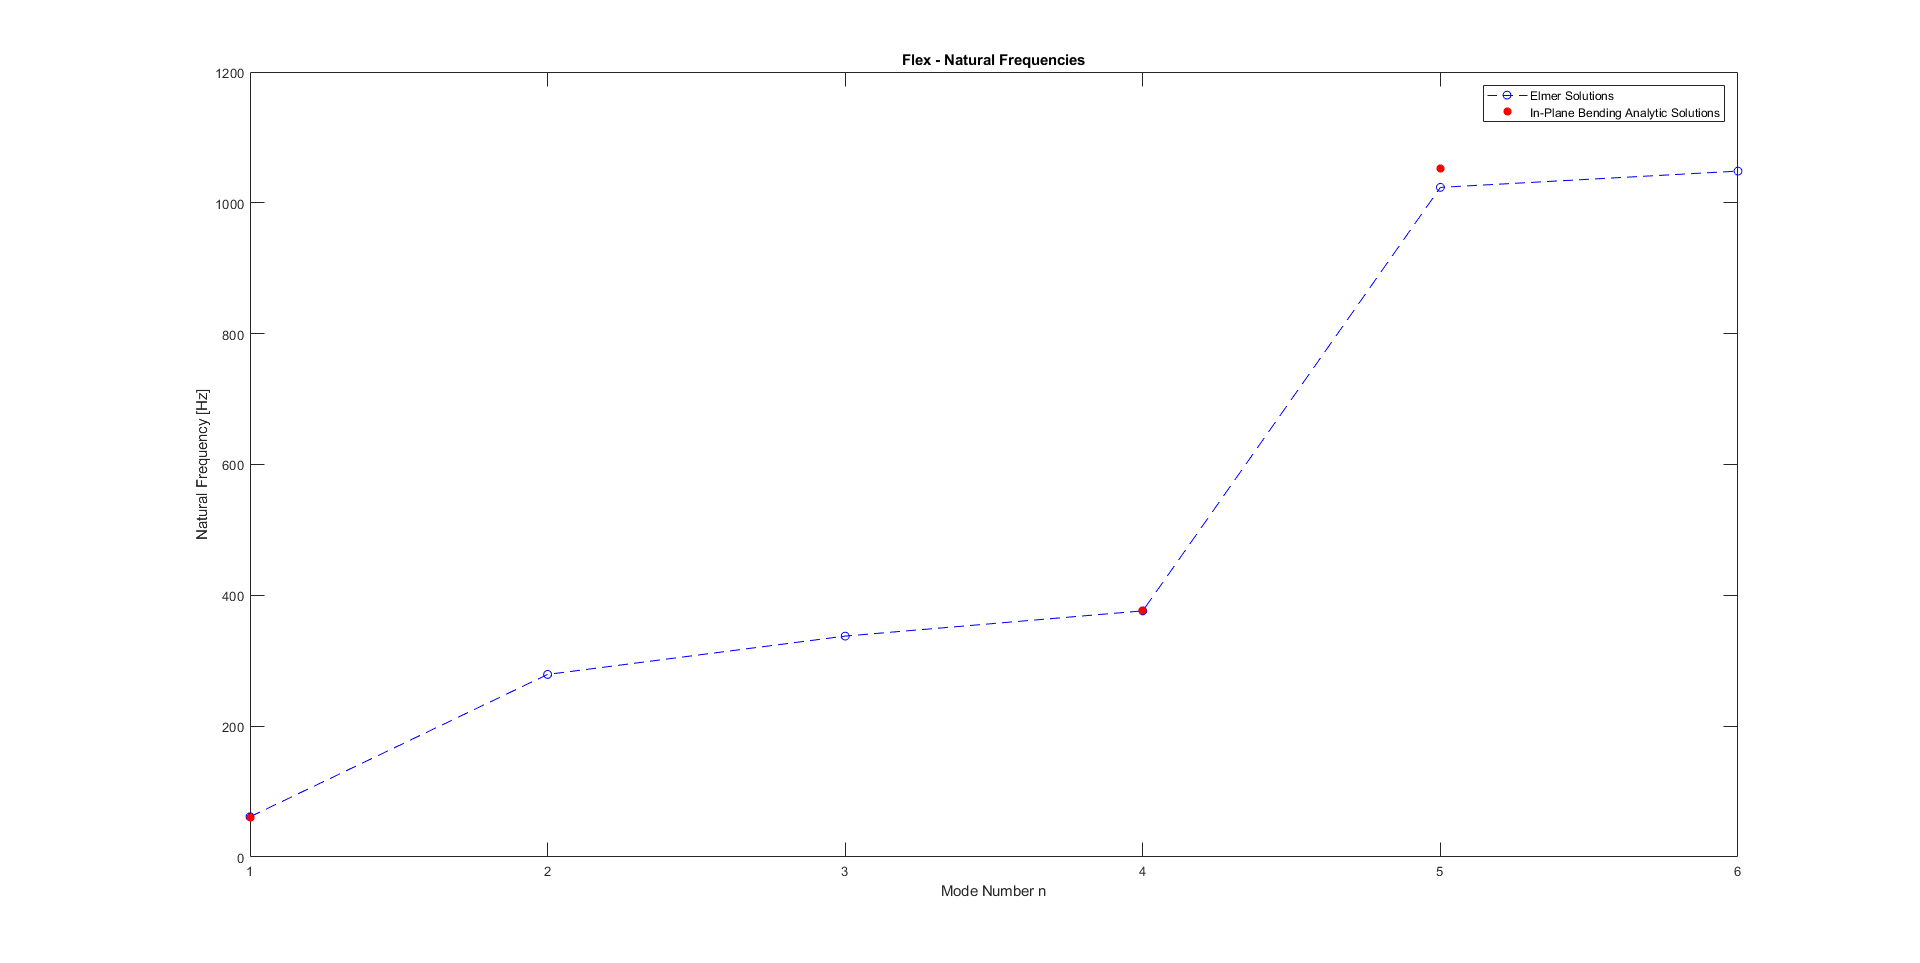 Flex - Natural Frequencies
1200
1000
800
600
400
200
0
Natural Frequency [Hz]
Elmer Solutions
In-Plane Bending Analytic Solutions
1 2 3 4 5 6
Mode Number n